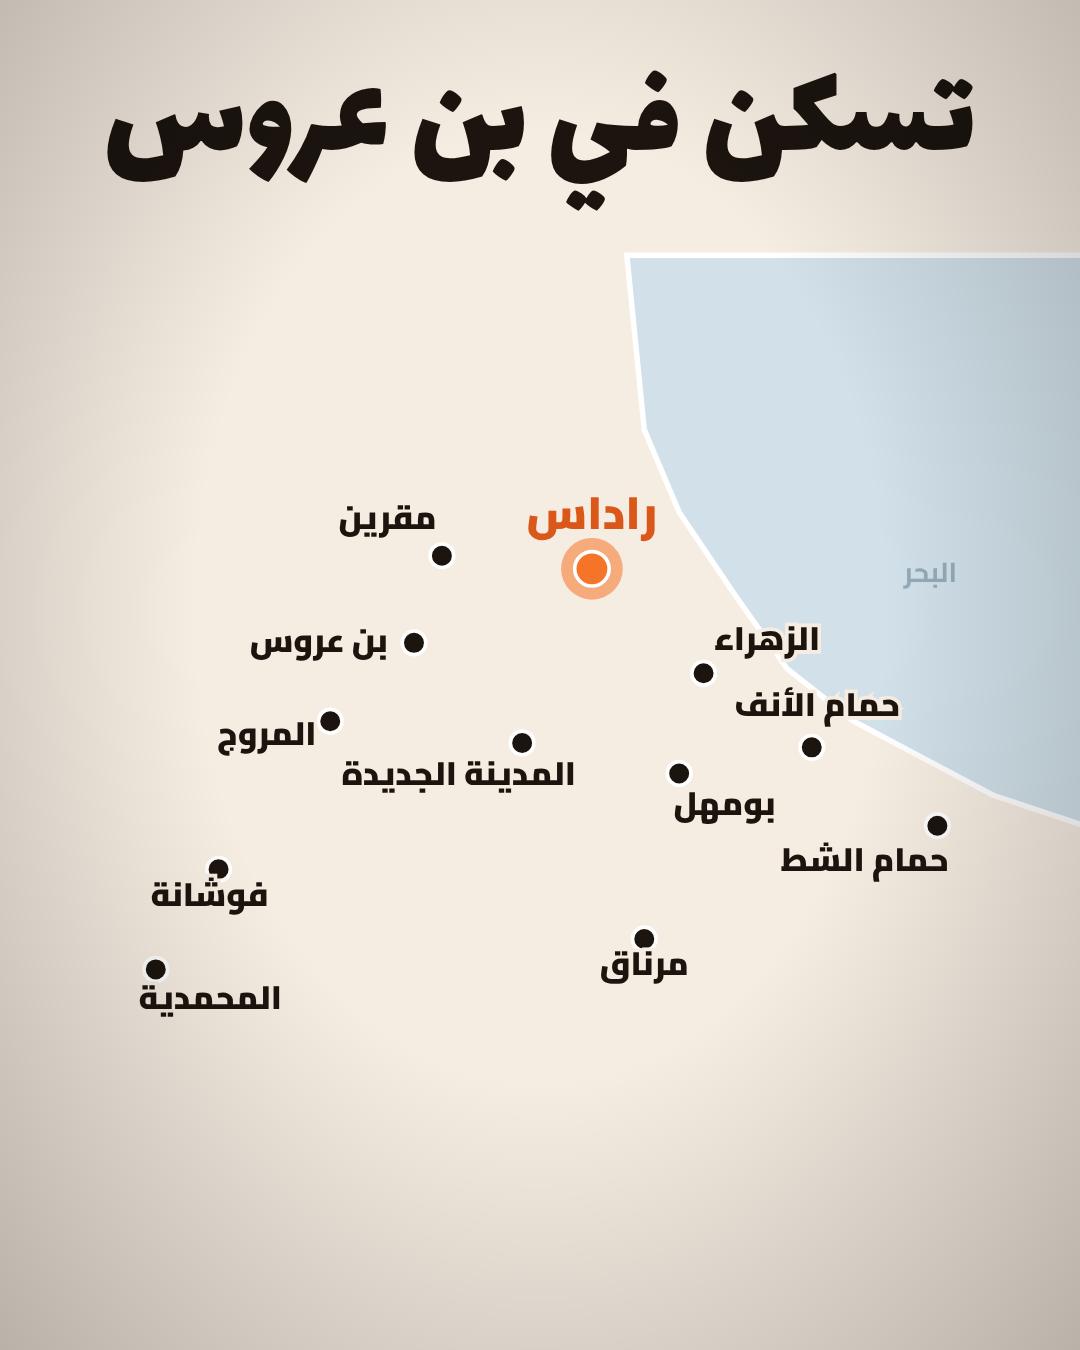 تسكن في بن عروس
راداس
مقرين
البحر
الزهراء
بن عروس
حمام الأنف
المروج
المدينة الجديدة
بومهل
حمام الشط
فوشانة
مرناق
المحمدية